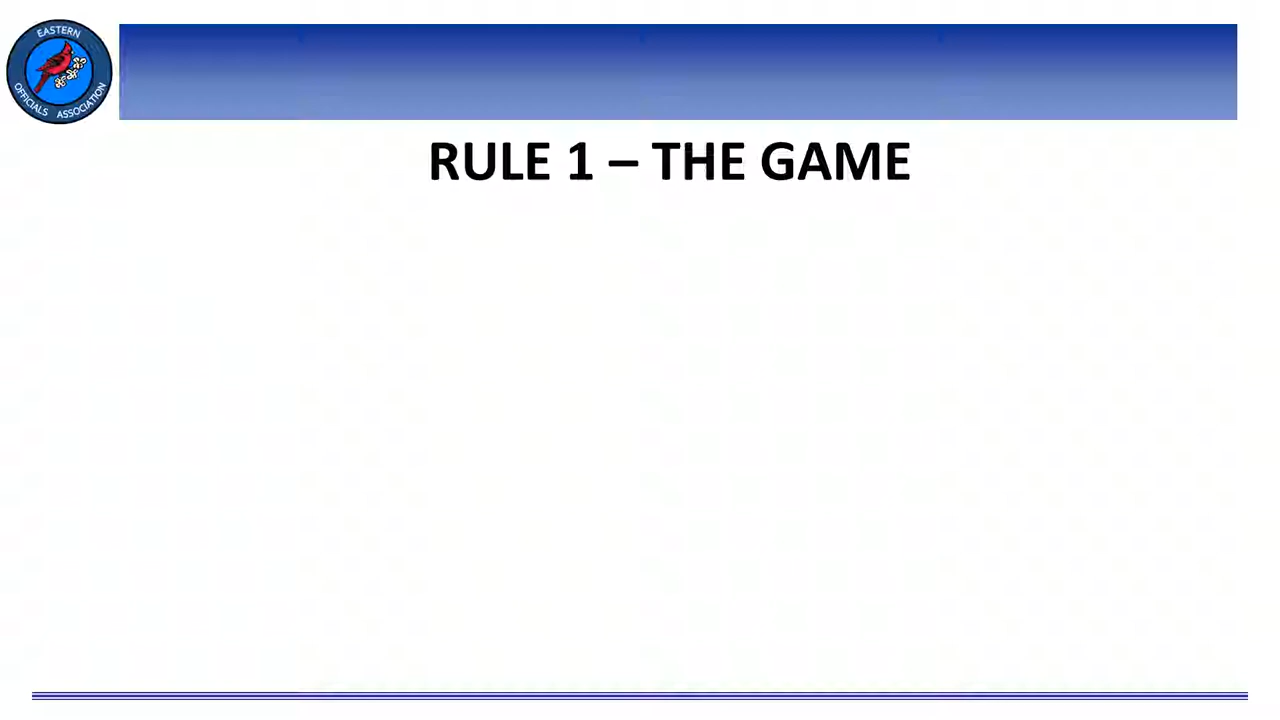 EASTERN
OFFICIALS ASSOCIATION
RULE 1 – THE GAME